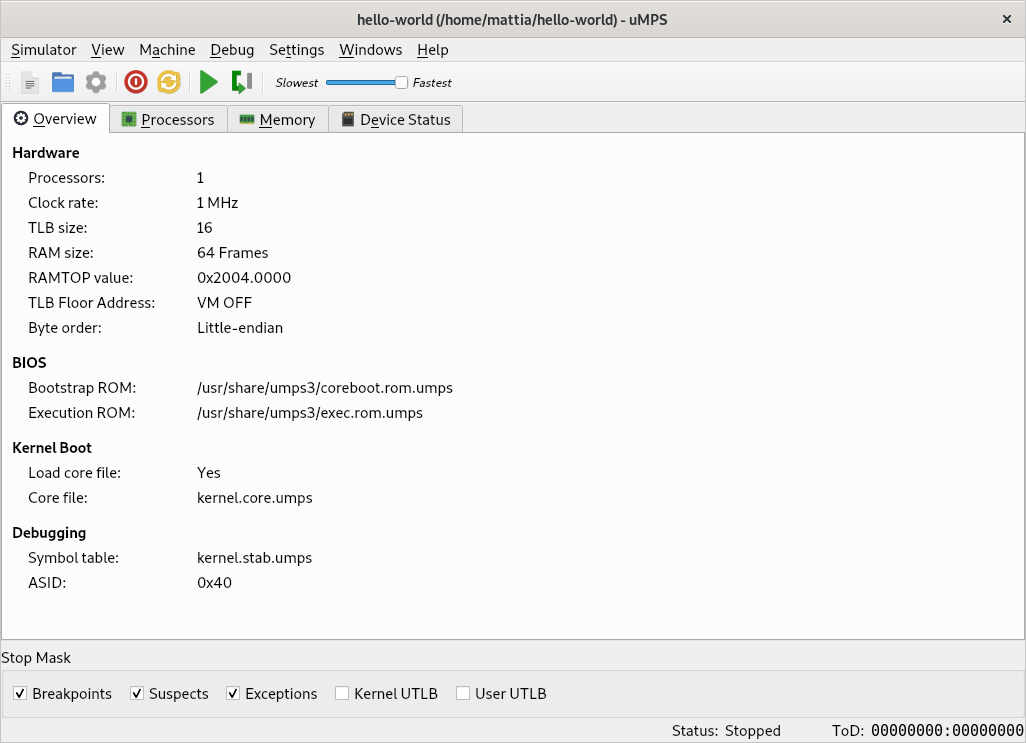 hello-world (/home/mattia/hello-world) - uMPS
Simulator View Machine Debug Settings Windows Help
Slowest Fastest
Overview Processors Memory Device Status
Hardware
Processors: 1
Clock rate: 1 MHz
TLB size: 16
RAM size: 64 Frames
RAMTOP value: 0x2004.0000
TLB Floor Address: VM OFF
Byte order: Little-endian
BIOS
Bootstrap ROM: /usr/share/umps3/coreboot.rom.umps
Execution ROM: /usr/share/umps3/exec.rom.umps
Kernel Boot
Load core file: Yes
Core file: kernel.core.umps
Debugging
Symbol table: kernel.stab.umps
ASID: 0x40
Stop Mask
Breakpoints Suspects Exceptions Kernel UTLB User UTLB
Status: Stopped ToD: 00000000:00000000